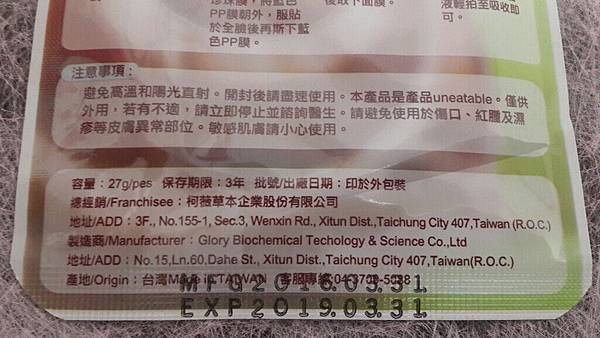 珍珠膜，將藍色
PP膜朝外，服貼
於全臉後再撕下藍
色PP膜。
後取下面膜。
液輕拍至吸收即
可。
注意事項：
避免高溫和陽光直射。開封後請盡速使用。本產品是產品uneatable。僅供
外用，若有不適，請立即停止並諮詢醫生。請避免使用於傷口、紅腫及濕
疹等皮膚異常部位。敏感肌膚請小心使用。
容量：27g/pes 保存期限：3年 批號/出廠日期：印於外包裝
總經銷/Franchisee：柯薇草本企業股份有限公司
地址/ADD：3F., No.155-1, Sec.3, Wenxin Rd., Xitun Dist.,Taichung City 407,Taiwan (R.O.C.)
製造商/Manufacturer：Glory Biochemical Techology & Science Co.,Ltd
地址/ADD：No.15,Ln.60,Dahe St., Xitun Dist.,Taichung City 407,Taiwan(R.O.C.)
產地/Origin：台灣 TAIWAN 客服專線:04-3708-5088
MFG2016.03.31.
EXP2019.03.31.